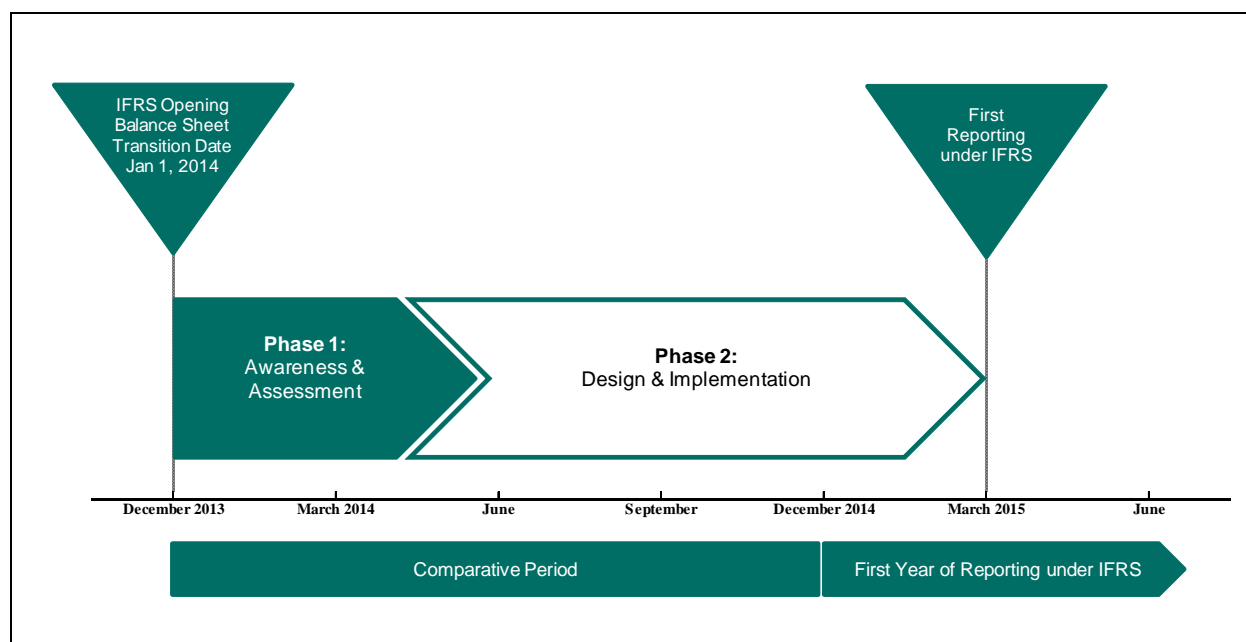 IFRS Opening
Balance Sheet
Transition Date
Jan 1, 2014
First
Reporting
under IFRS
Phase 1:
Awareness &
Assessment
Phase 2:
Design & Implementation
December 2013
March 2014
June
September
December 2014
March 2015
June
Comparative Period
First Year of Reporting under IFRS